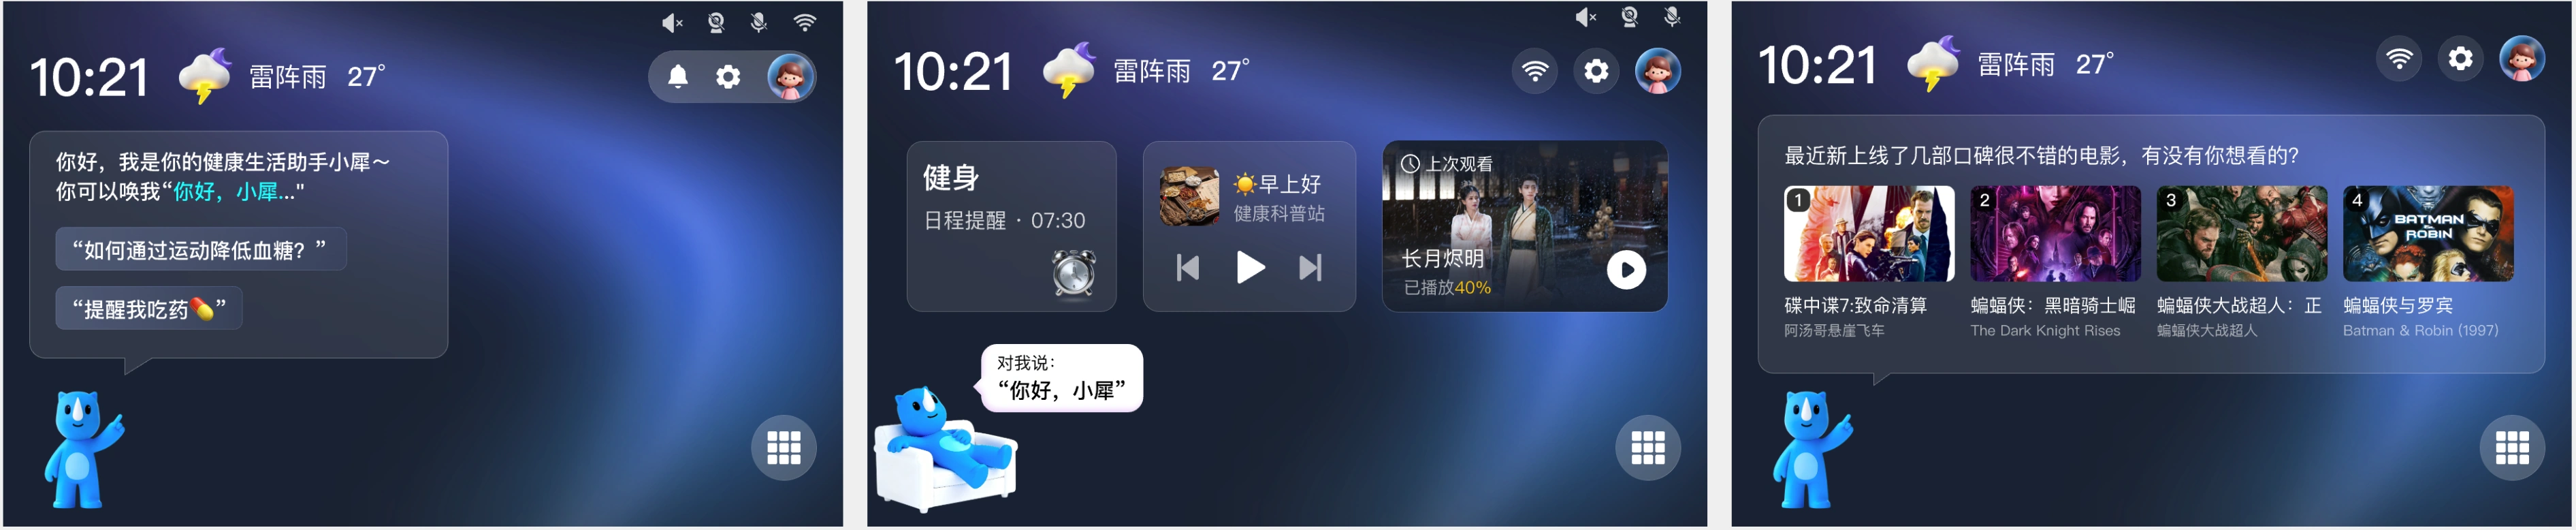 10:21
雷阵雨 27°
你好，我是你的健康生活助手小犀～
你可以唤我“你好，小犀..."
“如何通过运动降低血糖？”
“提醒我吃药💊”
10:21
雷阵雨 27°
健身
日程提醒 · 07:30
☀️早上好
健康科普站
上次观看
长月烬明
已播放40%
对我说：
“你好，小犀”
10:21
雷阵雨 27°
最近新上线了几部口碑很不错的电影，有没有你想看的？
1
2
3
4
BATMAN
ROBIN
碟中谍7:致命清算
阿汤哥悬崖飞车
蝙蝠侠：黑暗骑士崛
The Dark Knight Rises
蝙蝠侠大战超人：正
蝙蝠侠大战超人
蝙蝠侠与罗宾
Batman & Robin (1997)